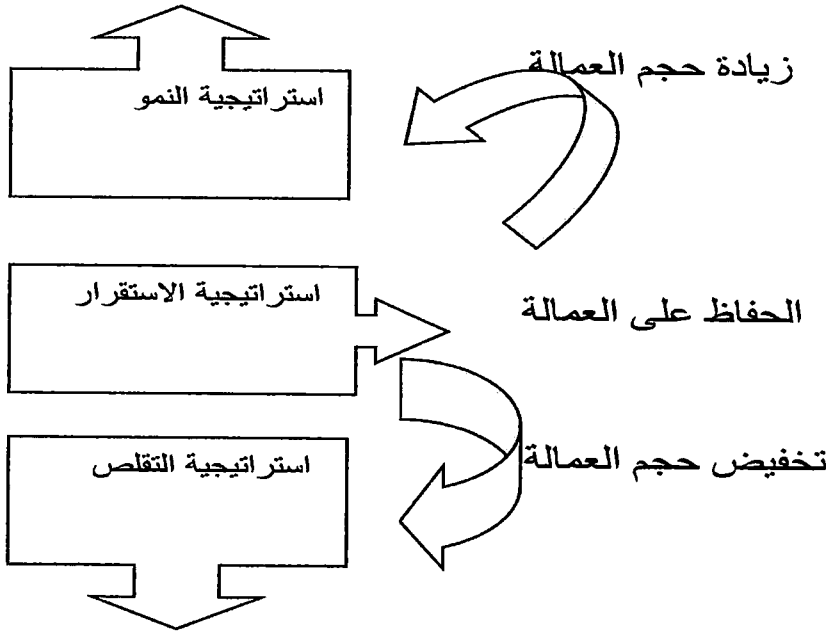 زيادة حجم العمالة
استراتيجية النمو
الحفاظ على العمالة
استراتيجية الاستقرار
تخفيض حجم العمالة
استراتيجية التقلص